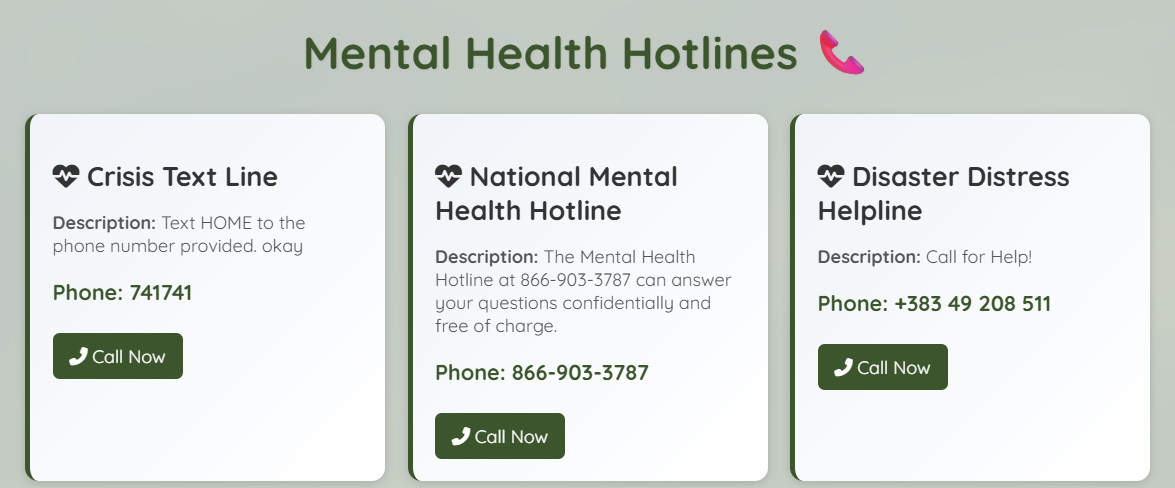 Mental Health Hotlines
Crisis Text Line
Description: Text HOME to the
phone number provided. okay
Phone: 741741
Call Now
National Mental
Health Hotline
Description: The Mental Health
Hotline at 866-903-3787 can answer
your questions confidentially and
free of charge.
Phone: 866-903-3787
Call Now
Disaster Distress
Helpline
Description: Call for Help!
Phone: +383 49 208 511
Call Now